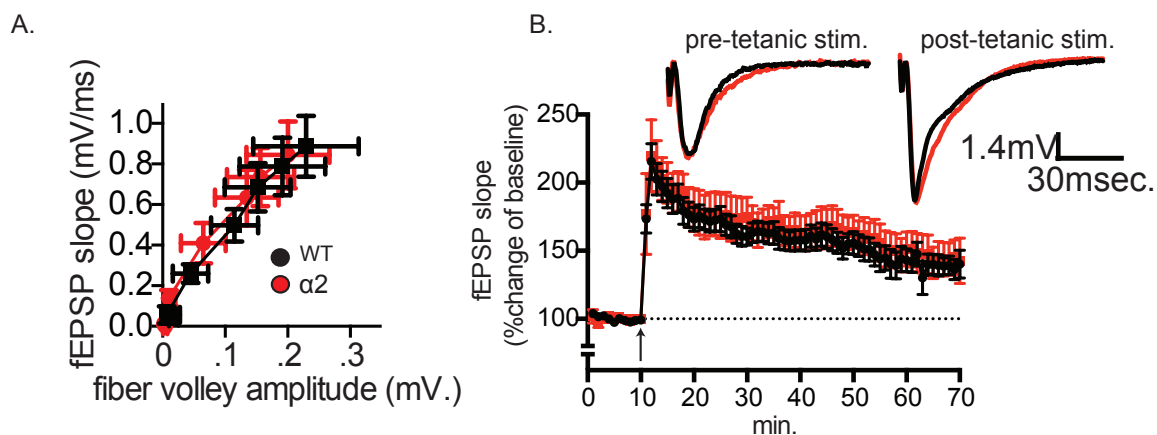 A.
fEPSP slope (mV/ms)
1.0
0.8
0.6
0.4
0.2
0.0
0
.1
.2
.3
fiber volley amplitude (mV.)
WT
α2
B.
pre-tetanic stim.
post-tetanic stim.
1.4mV
30msec.
fEPSP slope
(%change of baseline)
250
200
150
100
0
10
20
30
40
50
60
70
min.